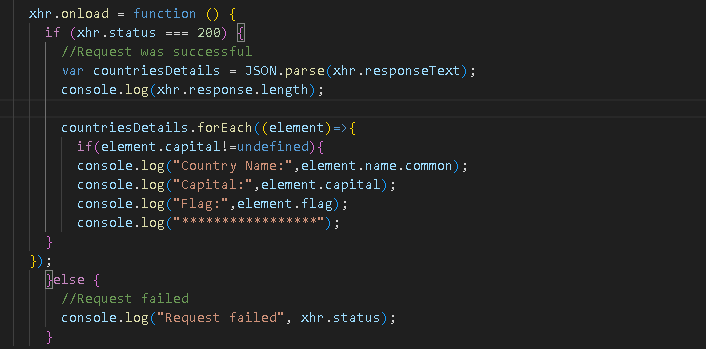 xhr.onload = function () {
if (xhr.status === 200) {
//Request was successful
var countriesDetails = JSON.parse(xhr.responseText);
console.log(xhr.response.length);
countriesDetails.forEach((element)=>{
if(element.capital!=undefined){
console.log("Country Name:",element.name.common);
console.log("Capital:",element.capital);
console.log("Flag:",element.flag);
console.log("*****************");
}
});
}else {
//Request failed
console.log("Request failed", xhr.status);
}